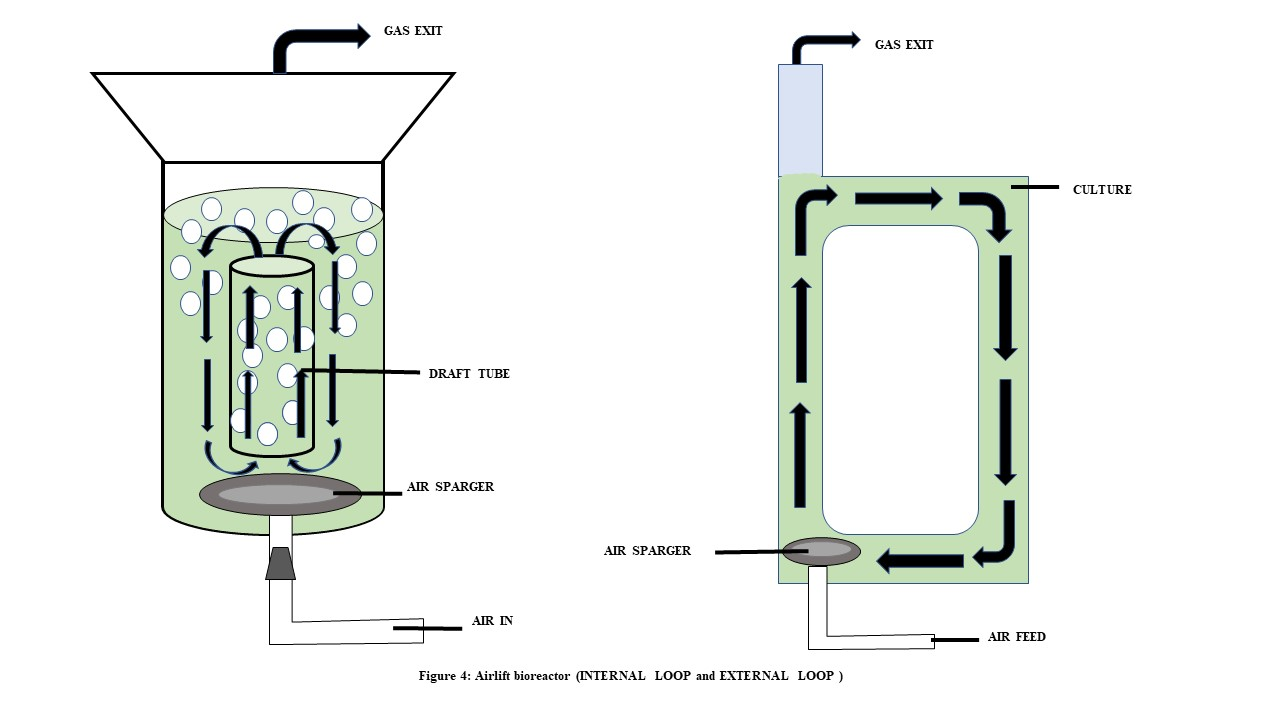 GAS EXIT
GAS EXIT
CULTURE
DRAFT TUBE
AIR SPARGER
AIR SPARGER
AIR IN
AIR FEED
Figure 4: Airlift bioreactor (INTERNAL LOOP and EXTERNAL LOOP )